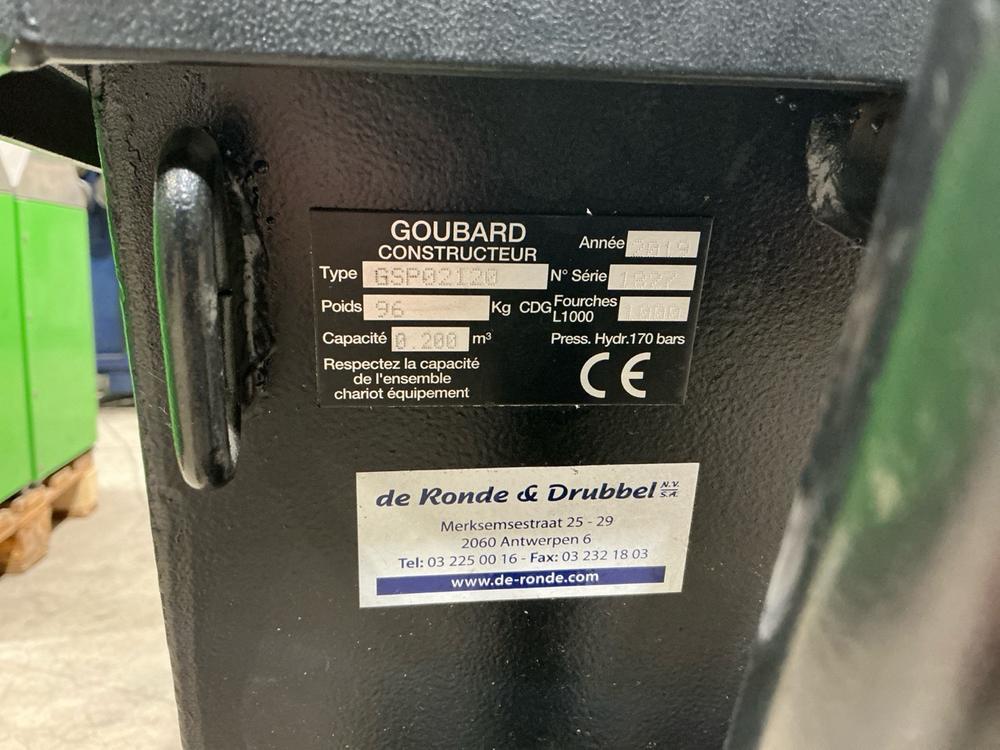 GOUBARD
CONSTRUCTEUR
Année 2019
Type GSP02120 N° Série
Poids 96 Kg CDG Fourches L1000
Capacité 0.200 m³ Press. Hydr.170 bars
Respectez la capacité
de l'ensemble
chariot équipement
CE
de Ronde & Drubbel N.V. S.A.
Merksemsestraat 25 - 29
2060 Antwerpen 6
Tel: 03 225 00 16 - Fax: 03 232 18 03
www.de-ronde.com